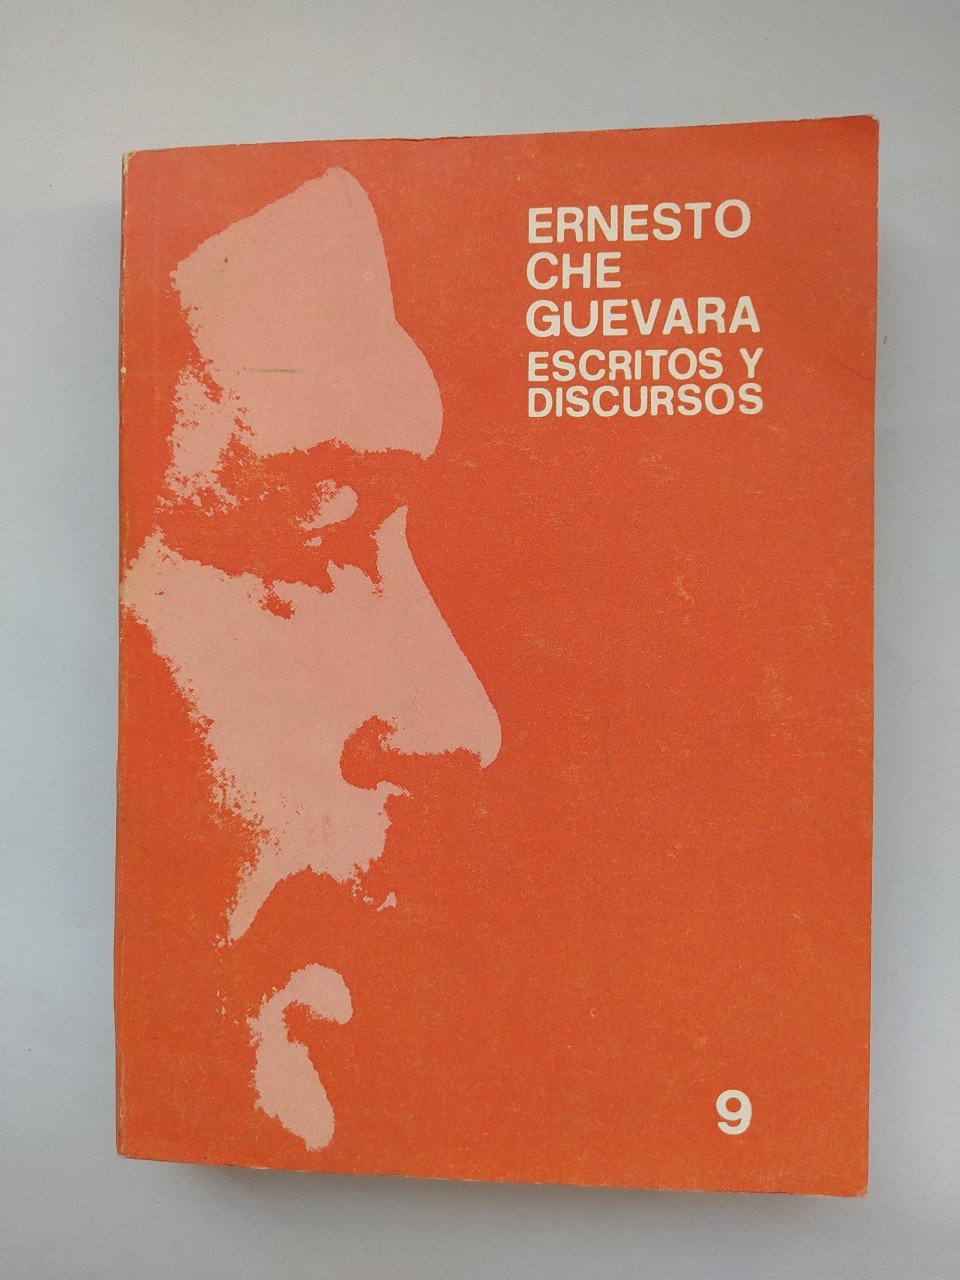 ERNESTO
CHE
GUEVARA
ESCRITOS Y
DISCURSOS
9